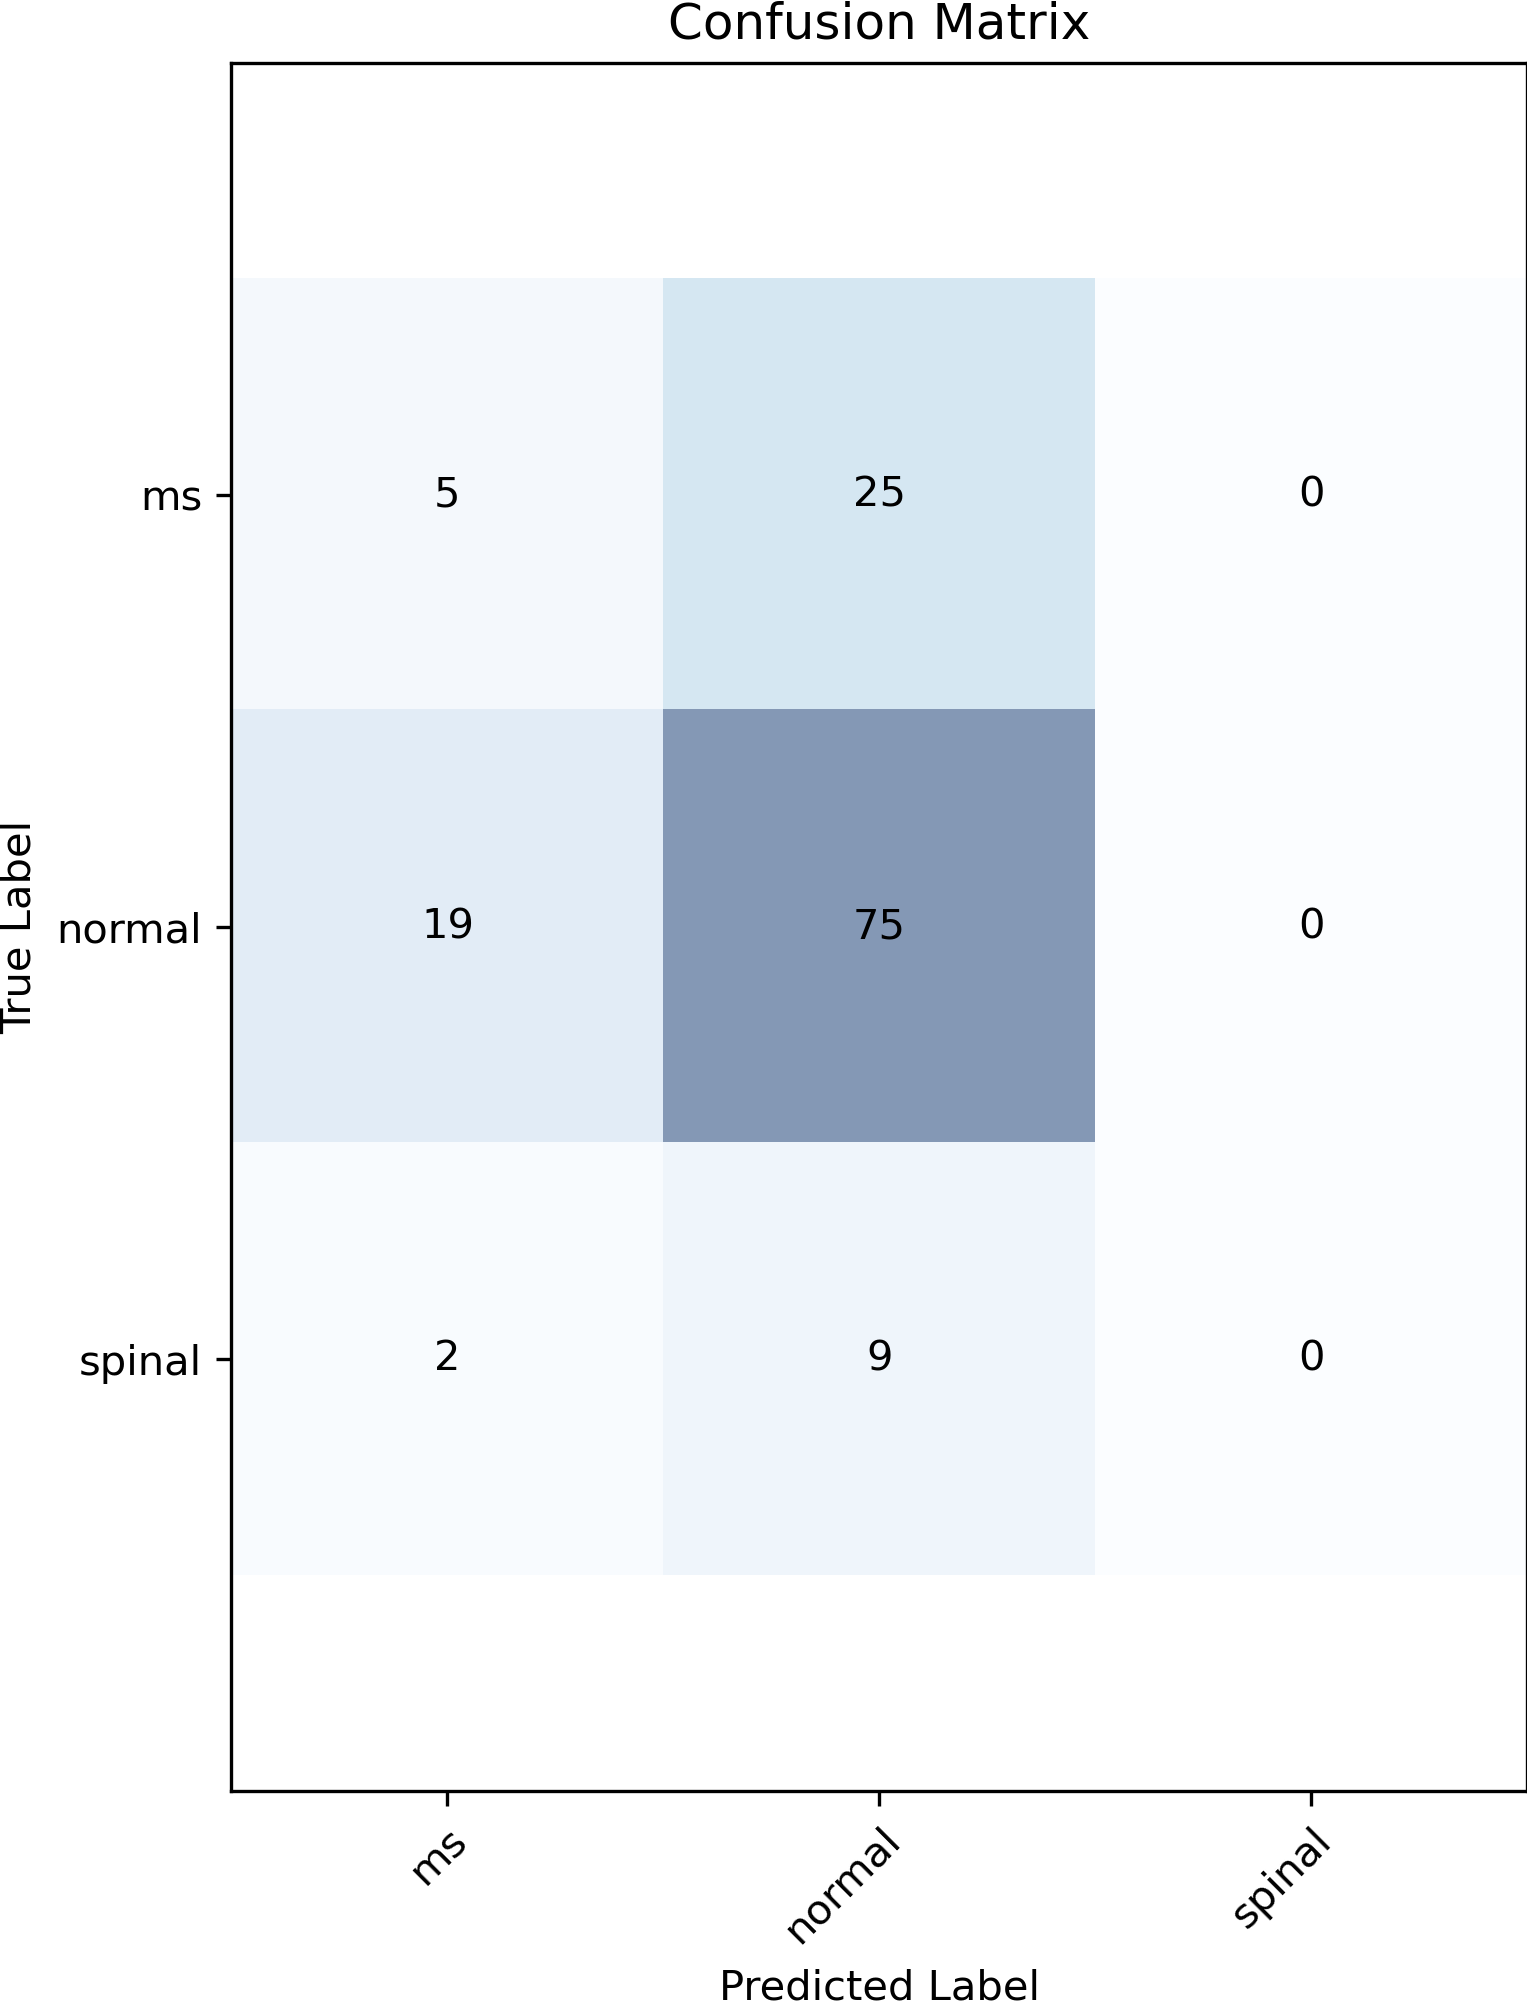 Confusion Matrix
ms
5
25
0
True Label
normal
19
75
0
spinal
2
9
0
ms
normal
spinal
Predicted Label